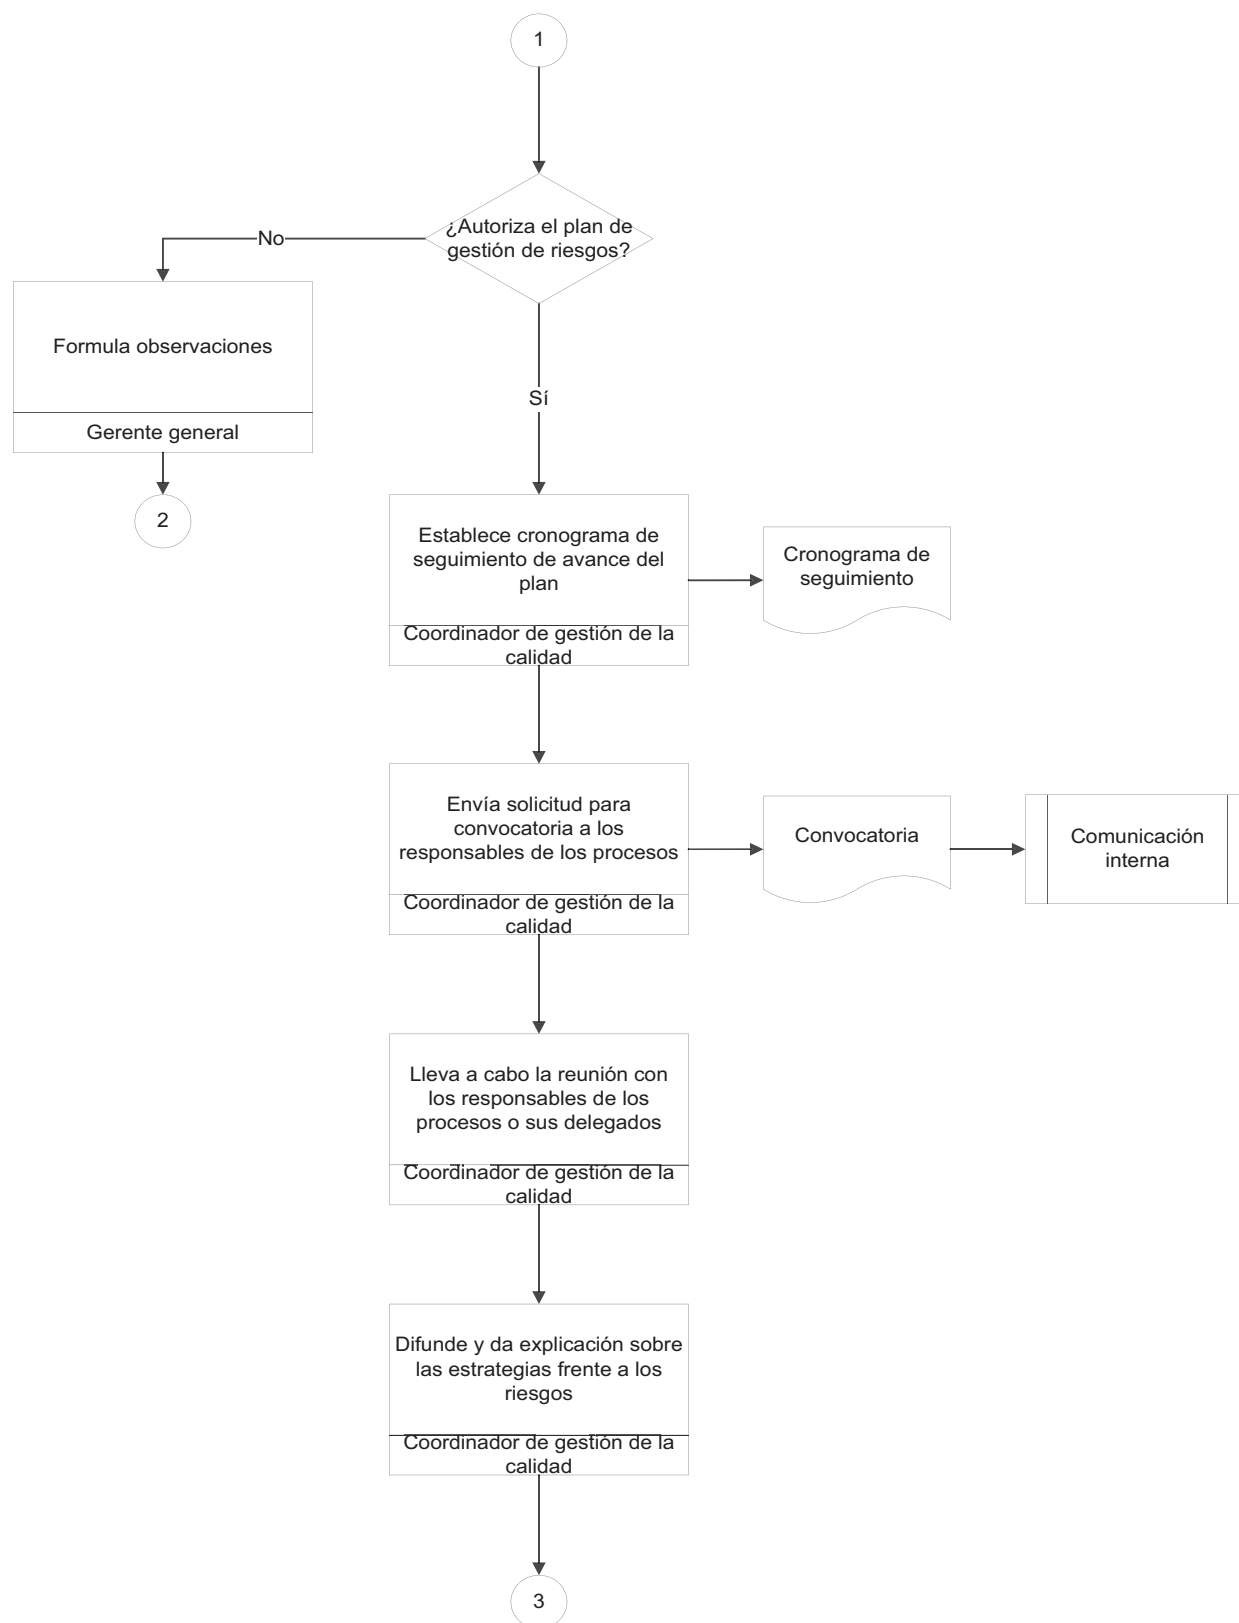 1
¿Autoriza el plan de
gestión de riesgos?
No
Formula observaciones
Gerente general
2
Sí
Establece cronograma de
seguimiento de avance del
plan
Coordinador de gestión de la
calidad
Cronograma de
seguimiento
Envía solicitud para
convocatoria a los
responsables de los procesos
Coordinador de gestión de la
calidad
Convocatoria
Comunicación
interna
Lleva a cabo la reunión con
los responsables de los
procesos o sus delegados
Coordinador de gestión de la
calidad
Difunde y da explicación sobre
las estrategias frente a los
riesgos
Coordinador de gestión de la
calidad
3